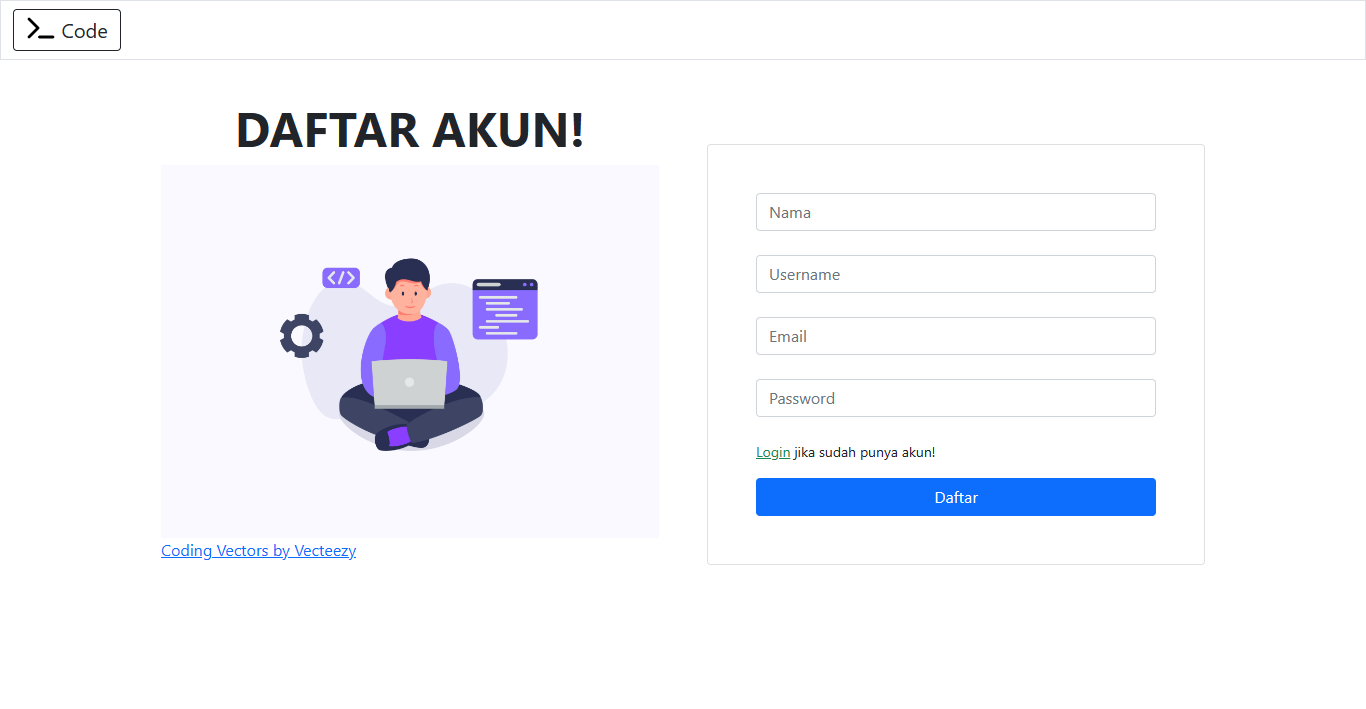 Code
DAFTAR AKUN!
</>
Coding Vectors by Vecteezy
Nama
Username
Email
Password
Login jika sudah punya akun!
Daftar